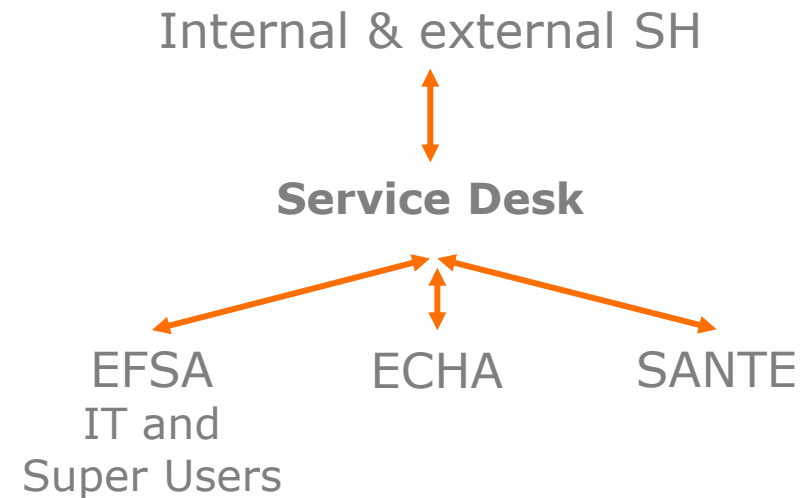 Internal & external SH
Service Desk
EFSA
IT and
Super Users
ECHA
SANTE